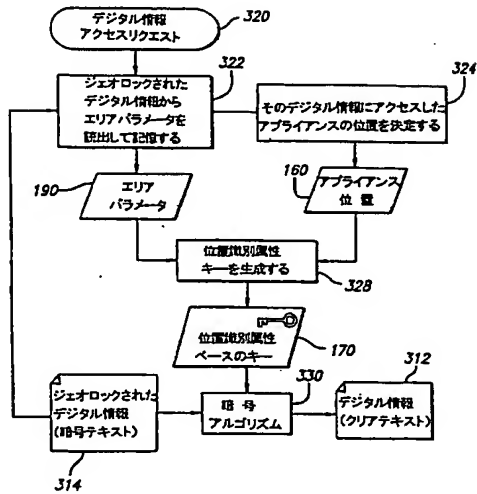 デジタル情報
アクセスリクエスト
320
322
ジェオロックされた
デジタル情報から
エリアパラメータを
読出して記憶する
324
そのデジタル情報にアクセスした
アプライアンスの位置を決定する
190
エリア
パラメータ
160
アプライアンス
位置
位置識別属性
キーを生成する
328
位置識別属性
ベースのキー
170
330
312
ジェオロックされた
デジタル情報
(暗号テキスト)
暗号
アルゴリズム
デジタル情報
(クリアテキスト)
314